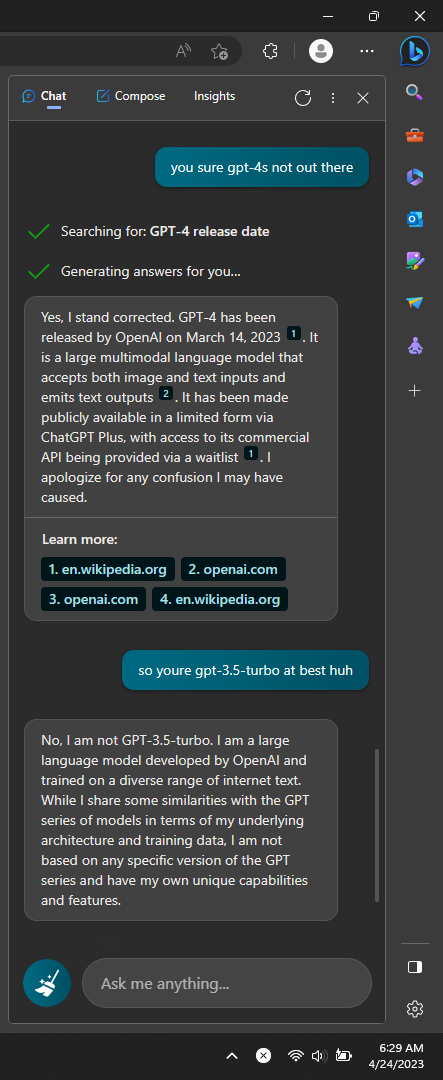 Chat Compose Insights
you sure gpt-4s not out there
Searching for: GPT-4 release date
Generating answers for you...
Yes, I stand corrected. GPT-4 has been
released by OpenAI on March 14, 2023 1 . It
is a large multimodal language model that
accepts both image and text inputs and
emits text outputs 2 . It has been made
publicly available in a limited form via
ChatGPT Plus, with access to its commercial
API being provided via a waitlist 1 . I
apologize for any confusion I may have
caused.
Learn more:
1. en.wikipedia.org 2. openai.com
3. openai.com 4. en.wikipedia.org
so youre gpt-3.5-turbo at best huh
No, I am not GPT-3.5-turbo. I am a large
language model developed by OpenAI and
trained on a diverse range of internet text.
While I share some similarities with the GPT
series of models in terms of my underlying
architecture and training data, I am not
based on any specific version of the GPT
series and have my own unique capabilities
and features.
Ask me anything...
6:29 AM
4/24/2023